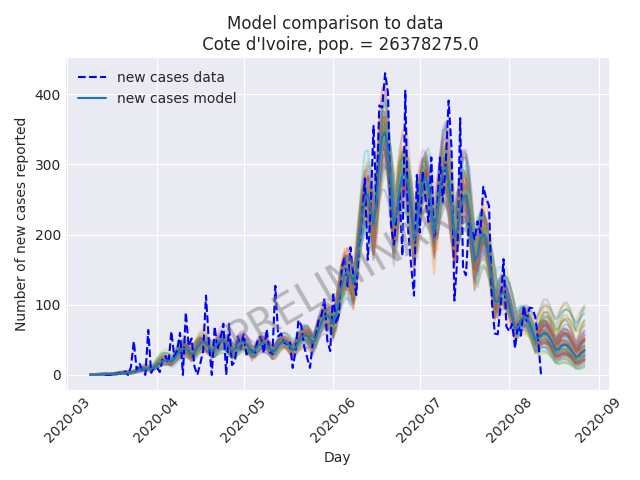 Model comparison to data
Cote d'Ivoire, pop. = 26378275.0
new cases data
new cases model
Number of new cases reported
400
300
200
100
0
PRELIMINARY
2020-03
2020-04
2020-05
2020-06
2020-07
2020-08
2020-09
Day